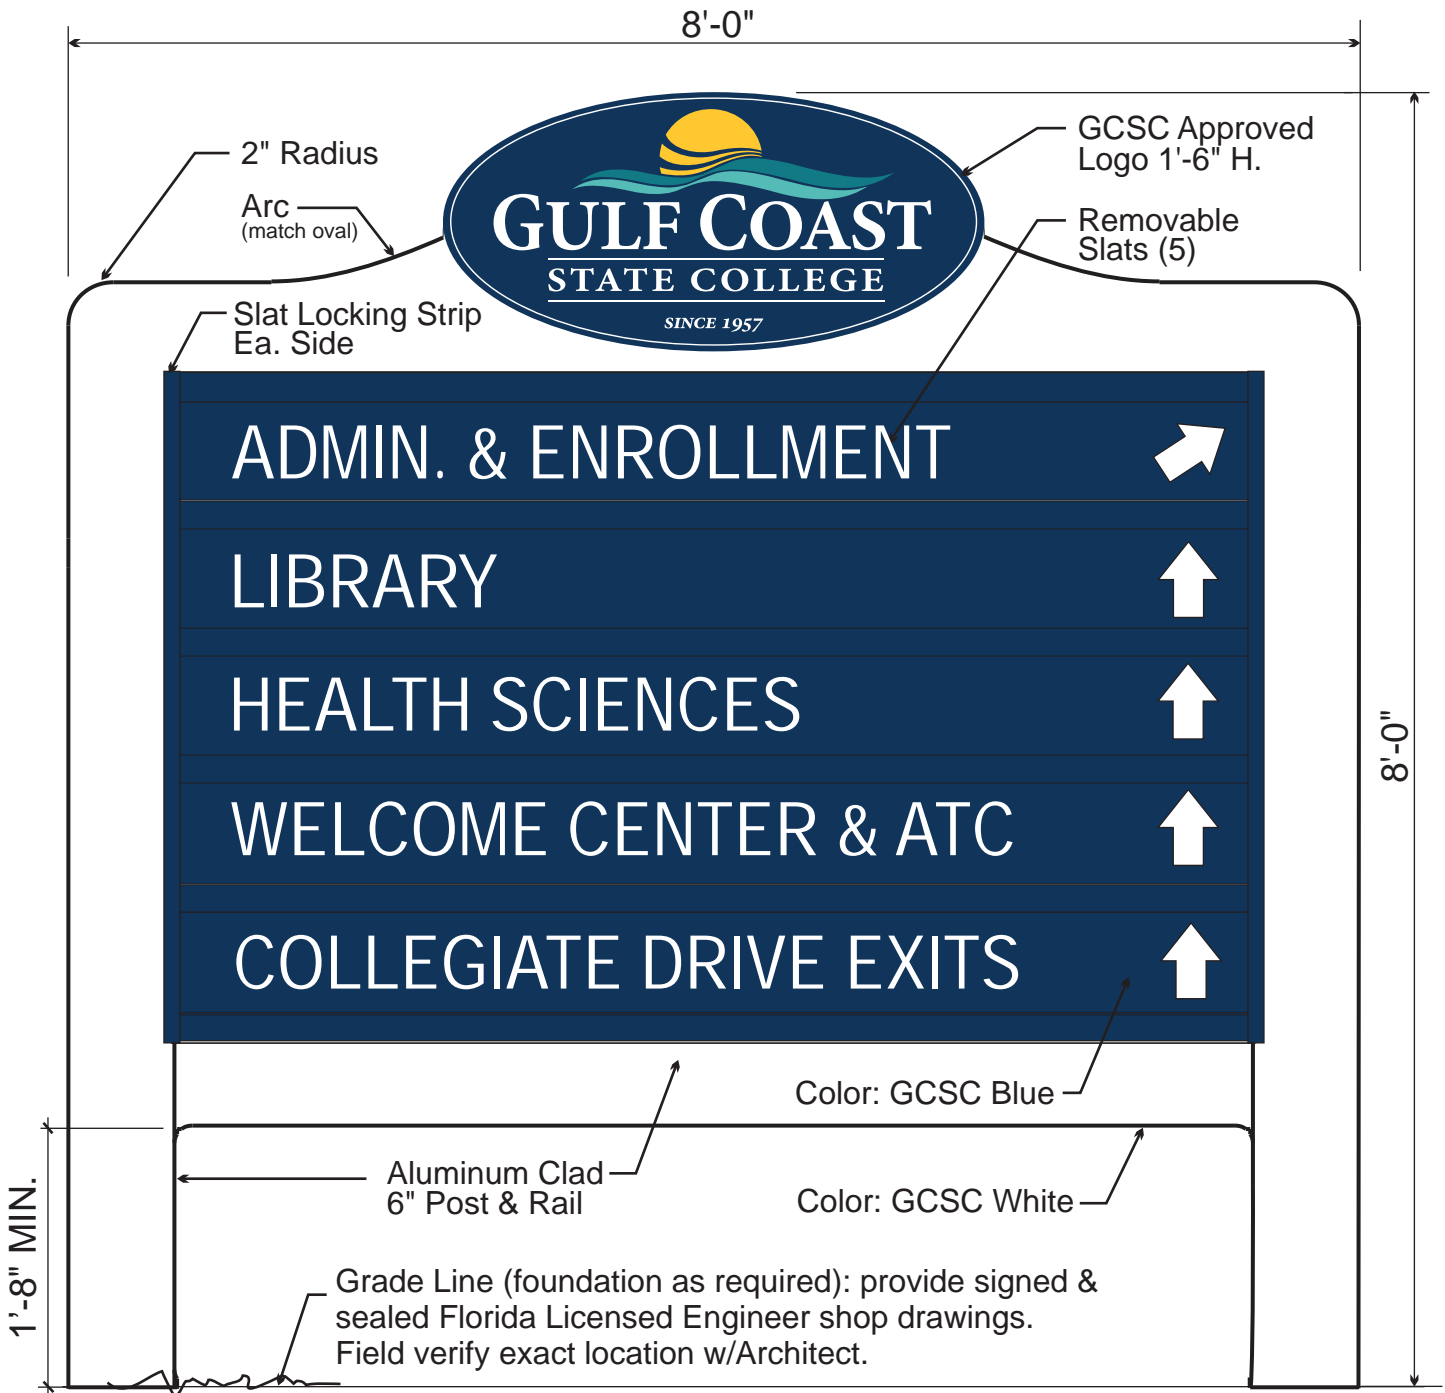 8'-0"
2" Radius
Arc
(match oval)
GULF COAST
STATE COLLEGE
SINCE 1957
GCSC Approved
Logo 1'-6" H.
Removable
Slats (5)
Slat Locking Strip
Ea. Side
ADMIN. & ENROLLMENT
LIBRARY
HEALTH SCIENCES
WELCOME CENTER & ATC
COLLEGIATE DRIVE EXITS
8'-0"
Color: GCSC Blue
Aluminum Clad
6" Post & Rail
Color: GCSC White
1'-8" MIN.
Grade Line (foundation as required): provide signed &
sealed Florida Licensed Engineer shop drawings.
Field verify exact location w/Architect.